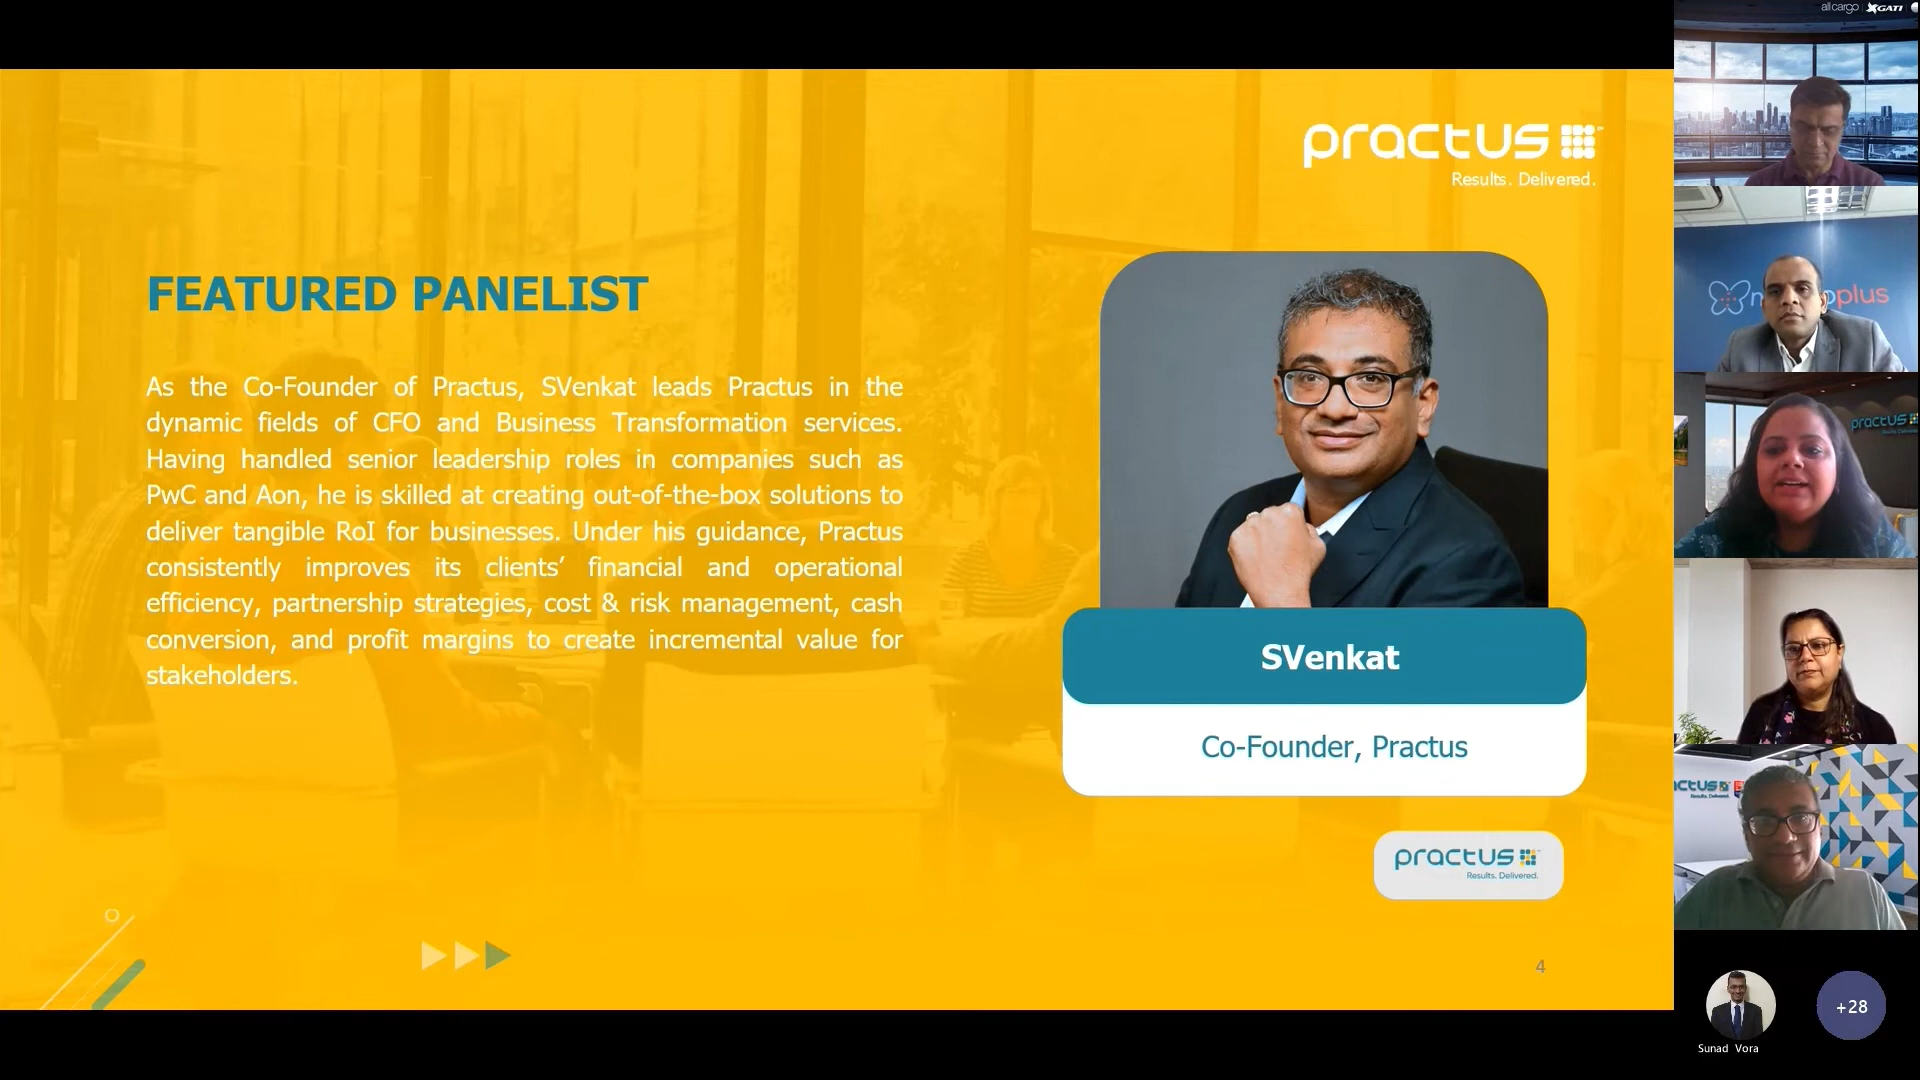 allcargo GATI
practus
Results. Delivered.
FEATURED PANELIST
As the Co-Founder of Practus, SVenkat leads Practus in the
dynamic fields of CFO and Business Transformation services.
Having handled senior leadership roles in companies such as
PwC and Aon, he is skilled at creating out-of-the-box solutions to
deliver tangible RoI for businesses. Under his guidance, Practus
consistently improves its clients’ financial and operational
efficiency, partnership strategies, cost & risk management, cash
conversion, and profit margins to create incremental value for
stakeholders.
SVenkat
Co-Founder, Practus
practus
Results. Delivered.
4
plus
practus
Results. Delivered.
ctus
Results. Delivered.
Sunad Vora
+28